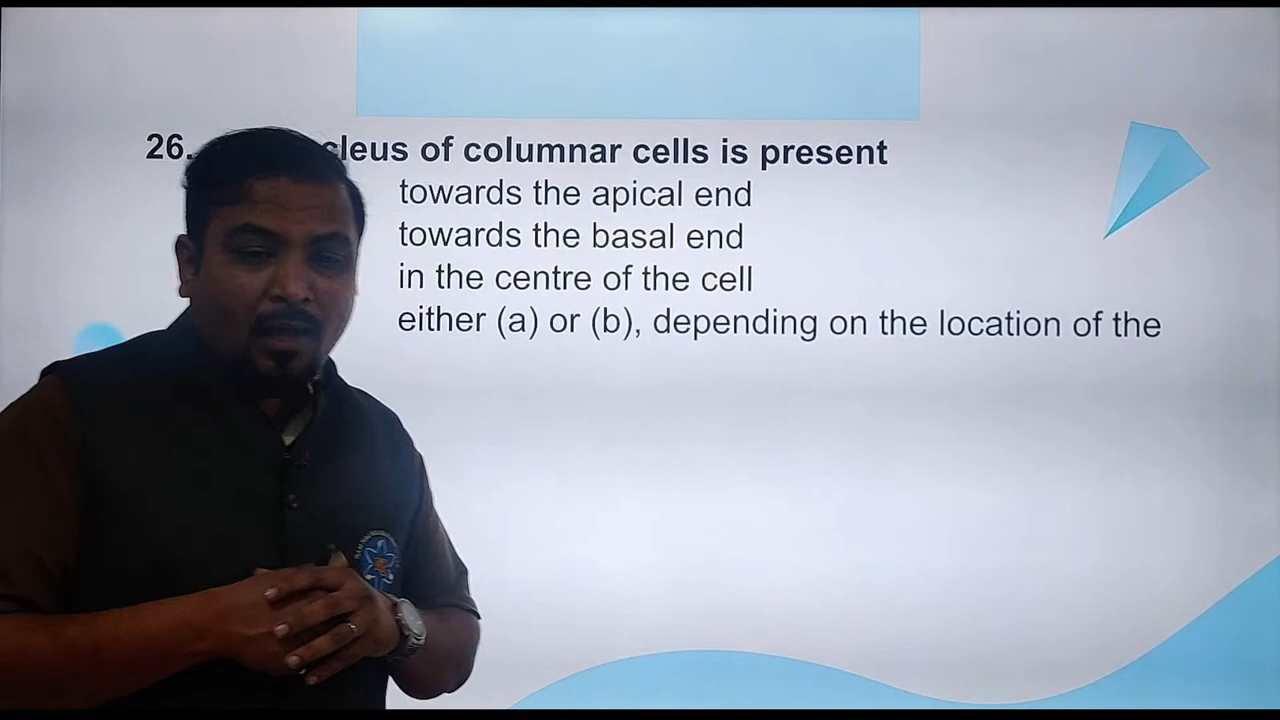 26. cleus of columnar cells is present
towards the apical end
towards the basal end
in the centre of the cell
either (a) or (b), depending on the location of the